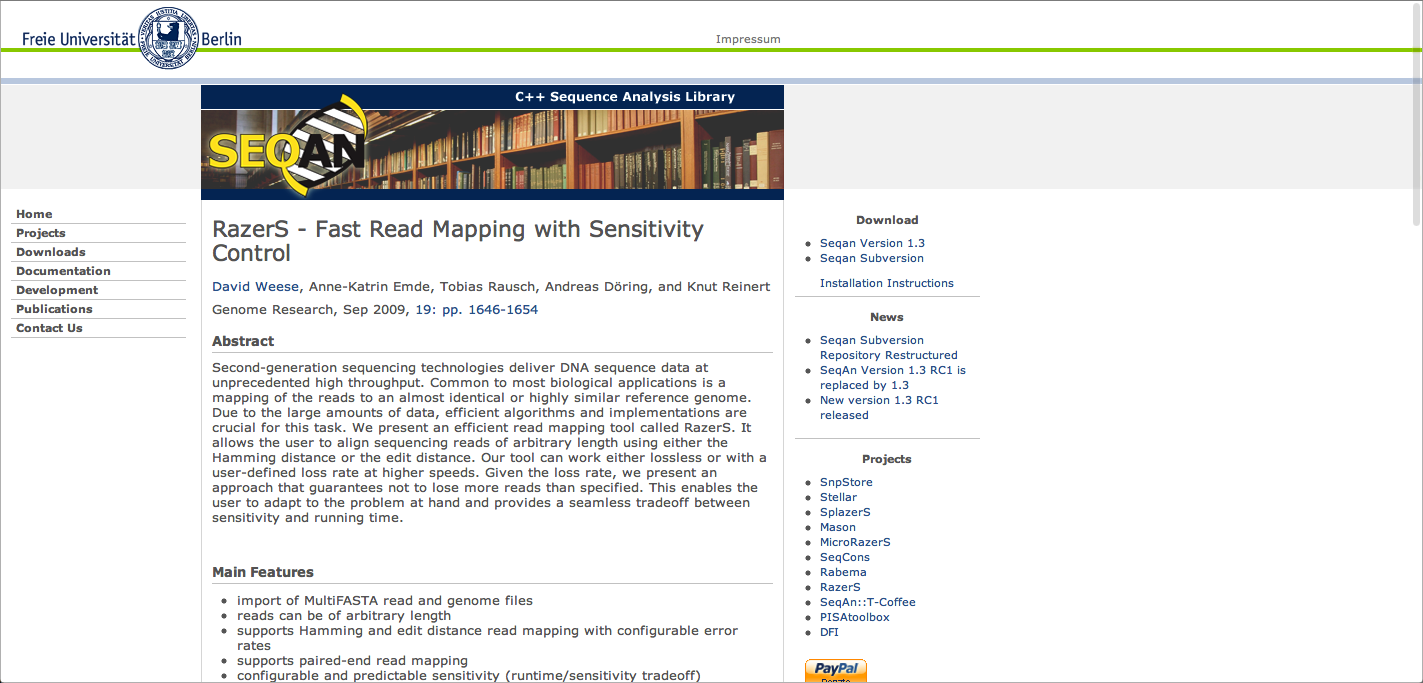 Freie Universität Berlin
Impressum
C++ Sequence Analysis Library
SEQAN
Home
Projects
Downloads
Documentation
Development
Publications
Contact Us
RazerS - Fast Read Mapping with Sensitivity
Control
David Weese, Anne-Katrin Emde, Tobias Rausch, Andreas Döring, and Knut Reinert
Genome Research, Sep 2009, 19: pp. 1646-1654
Abstract
Second-generation sequencing technologies deliver DNA sequence data at
unprecedented high throughput. Common to most biological applications is a
mapping of the reads to an almost identical or highly similar reference genome.
Due to the large amounts of data, efficient algorithms and implementations are
crucial for this task. We present an efficient read mapping tool called RazerS. It
allows the user to align sequencing reads of arbitrary length using either the
Hamming distance or the edit distance. Our tool can work either lossless or with a
user-defined loss rate at higher speeds. Given the loss rate, we present an
approach that guarantees not to lose more reads than specified. This enables the
user to adapt to the problem at hand and provides a seamless tradeoff between
sensitivity and running time.
Main Features
import of MultiFASTA read and genome files
reads can be of arbitrary length
supports Hamming and edit distance read mapping with configurable error
rates
supports paired-end read mapping
configurable and predictable sensitivity (runtime/sensitivity tradeoff)
Download
Seqan Version 1.3
Seqan Subversion
Installation Instructions
News
Seqan Subversion
Repository Restructured
SeqAn Version 1.3 RC1 is
replaced by 1.3
New version 1.3 RC1
released
Projects
SnpStore
Stellar
SplazerS
Mason
MicroRazerS
SeqCons
Rabema
RazerS
SeqAn::T-Coffee
PISAtoolbox
DFI
PayPal